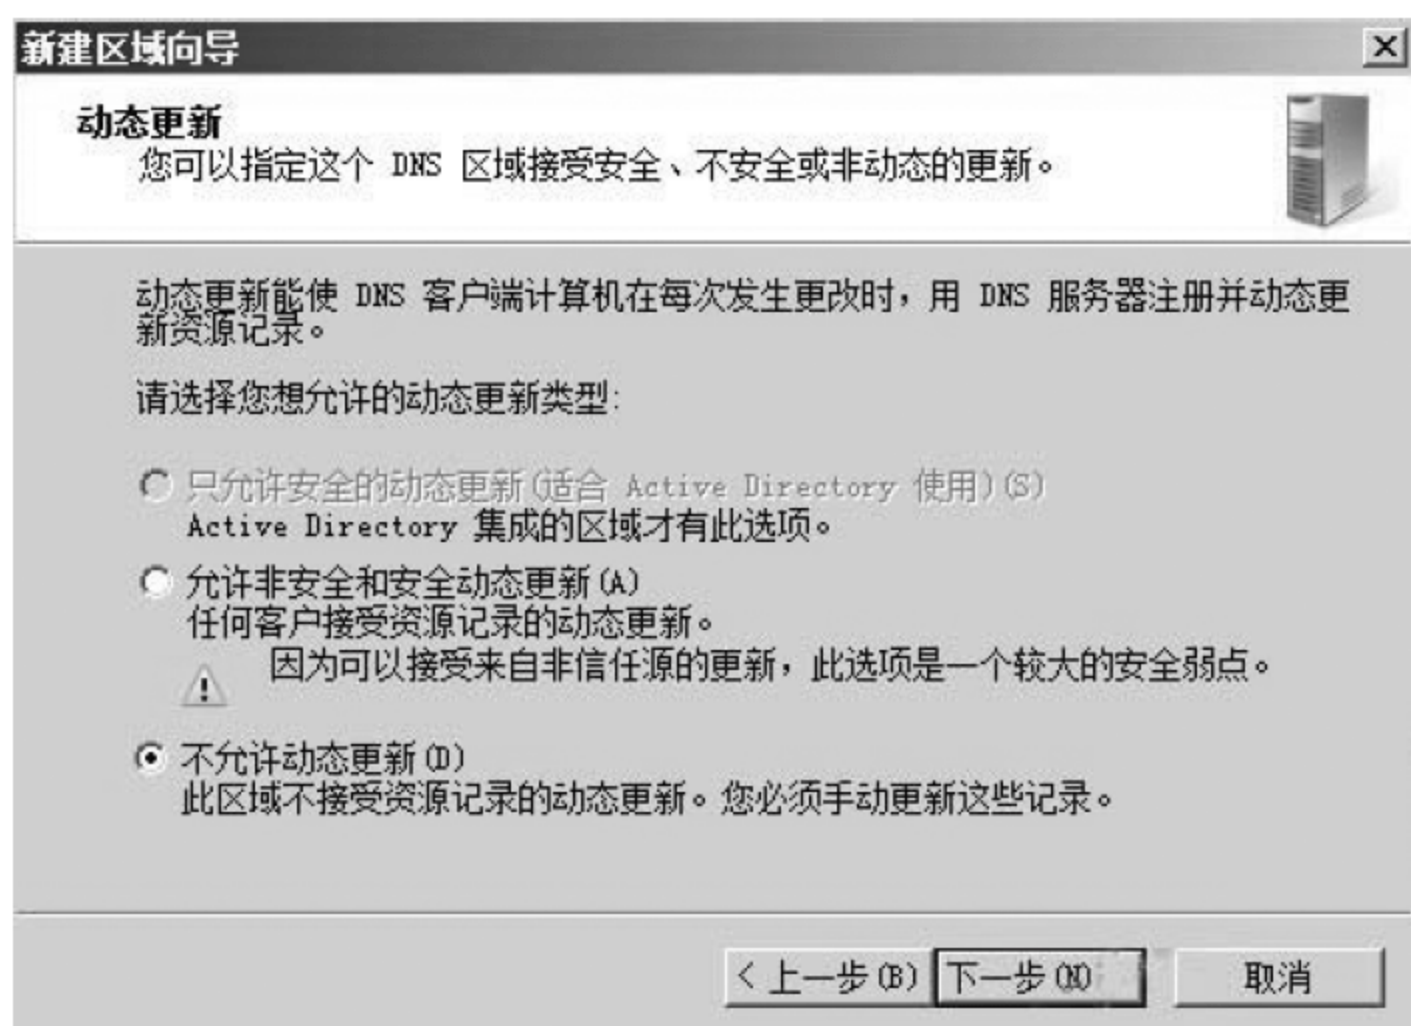 新建区域向导
动态更新
您可以指定这个 DNS 区域接受安全、不安全或非动态的更新。
动态更新能使 DNS 客户端计算机在每次发生更改时，用 DNS 服务器注册并动态更
新资源记录。
请选择您想允许的动态更新类型:
只允许安全的动态更新(适合 Active Directory 使用)(S)
Active Directory 集成的区域才有此选项。
允许非安全和安全动态更新(A)
任何客户接受资源记录的动态更新。
因为可以接受来自非信任源的更新，此选项是一个较大的安全弱点。
不允许动态更新(D)
此区域不接受资源记录的动态更新。您必须手动更新这些记录。
< 上一步(B) 下一步(N) 取消